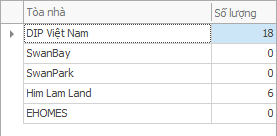 Tòa nhà Số lượng
DIP Việt Nam 18
SwanBay 0
SwanPark 0
Him Lam Land 6
EHOMES 0